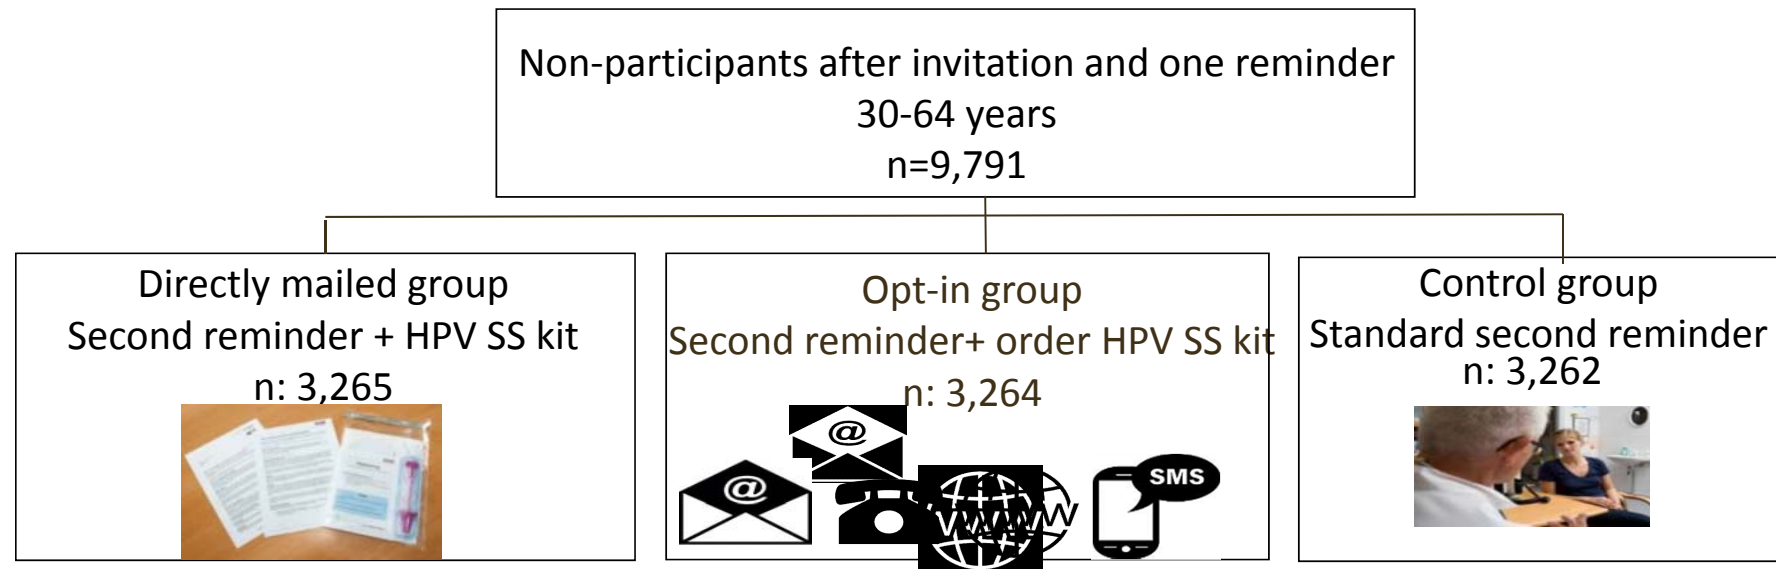 Non-participants after invitation and one reminder
30-64 years
n=9,791
Directly mailed group
Second reminder + HPV SS kit
n: 3,265
Opt-in group
Second reminder+ order HPV SS kit
n: 3,264
@
@
WWW
SMS
Control group
Standard second reminder
n: 3,262